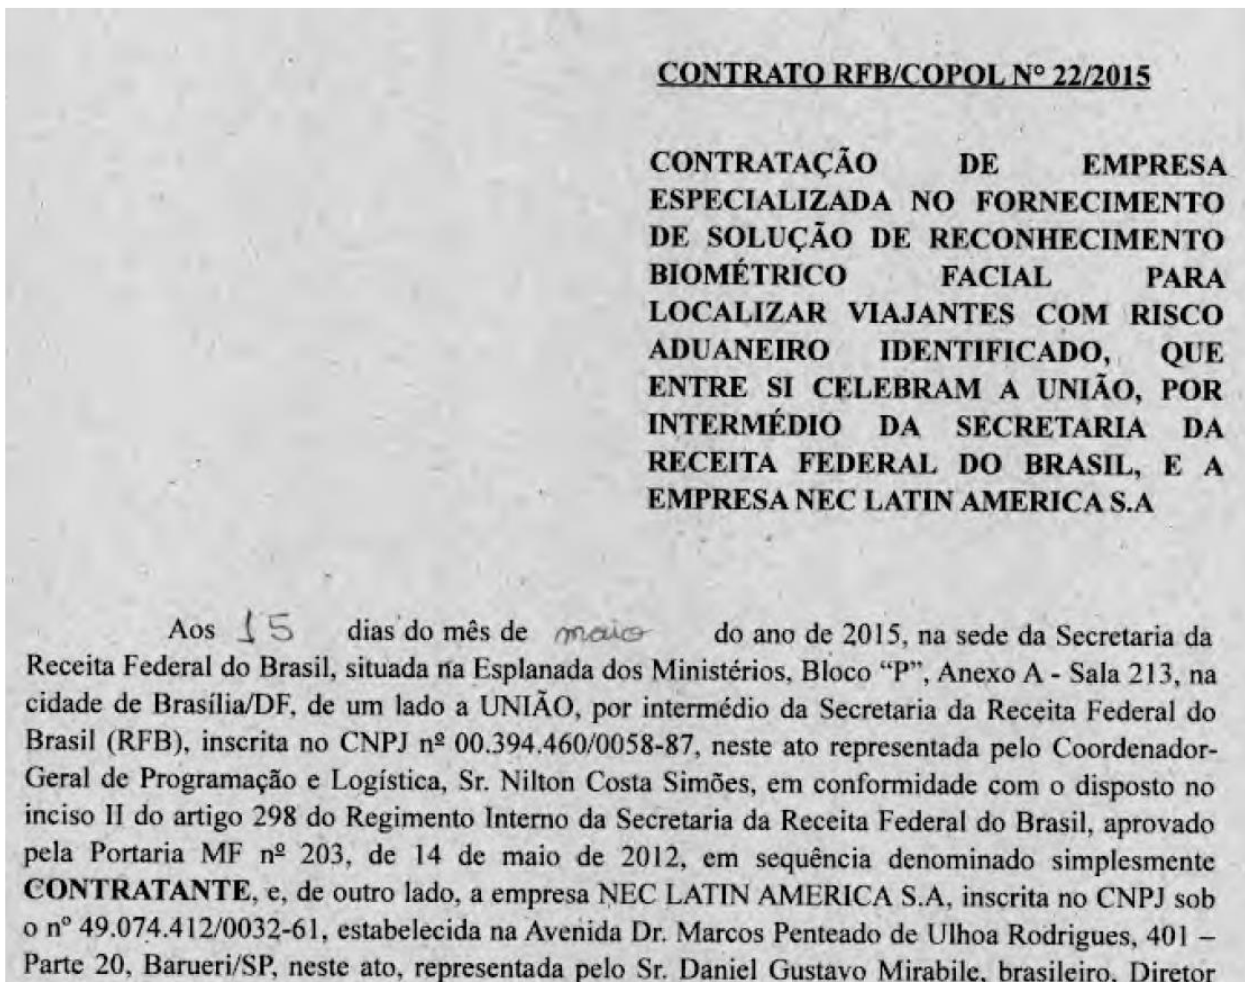 CONTRATO RFB/COPOL Nº 22/2015
CONTRATAÇÃO DE EMPRESA
ESPECIALIZADA NO FORNECIMENTO
DE SOLUÇÃO DE RECONHECIMENTO
BIOMÉTRICO FACIAL PARA
LOCALIZAR VIAJANTES COM RISCO
ADUANEIRO IDENTIFICADO, QUE
ENTRE SI CELEBRAM A UNIÃO, POR
INTERMÉDIO DA SECRETARIA DA
RECEITA FEDERAL DO BRASIL, E A
EMPRESA NEC LATIN AMERICA S.A
Aos 15 dias do mês de maio do ano de 2015, na sede da Secretaria da
Receita Federal do Brasil, situada na Esplanada dos Ministérios, Bloco “P”, Anexo A - Sala 213, na
cidade de Brasília/DF, de um lado a UNIÃO, por intermédio da Secretaria da Receita Federal do
Brasil (RFB), inscrita no CNPJ nº 00.394.460/0058-87, neste ato representada pelo Coordenador-
Geral de Programação e Logística, Sr. Nilton Costa Simões, em conformidade com o disposto no
inciso II do artigo 298 do Regimento Interno da Secretaria da Receita Federal do Brasil, aprovado
pela Portaria MF nº 203, de 14 de maio de 2012, em sequência denominado simplesmente
CONTRATANTE, e, de outro lado, a empresa NEC LATIN AMERICA S.A, inscrita no CNPJ sob
o nº 49.074.412/0032-61, estabelecida na Avenida Dr. Marcos Penteado de Ulhoa Rodrigues, 401 –
Parte 20, Barueri/SP, neste ato, representada pelo Sr. Daniel Gustavo Mirabile, brasileiro, Diretor